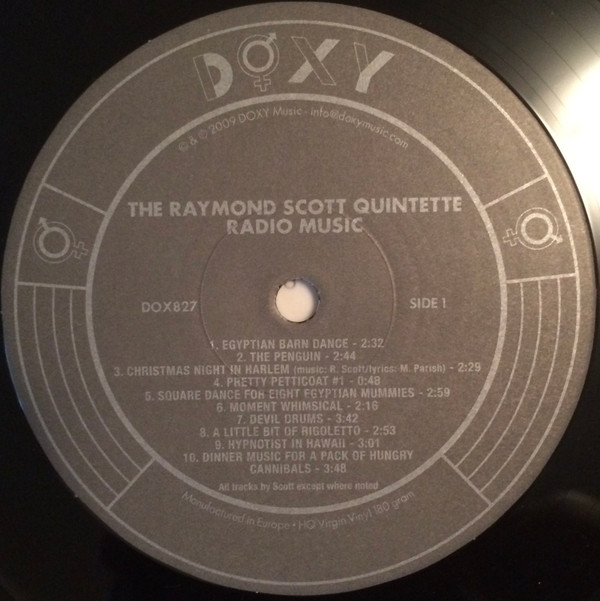 DOXY
© & ℗ 2009 DOXY Music - info@doxymusic.com
THE RAYMOND SCOTT QUINTETTE
RADIO MUSIC
DOX827
SIDE 1
1. EGYPTIAN BARN DANCE - 2:32
2. THE PENGUIN - 2:44
3. CHRISTMAS NIGHT IN HARLEM (music: R. Scott/lyrics: M. Parish) - 2:29
4. PRETTY PETTICOAT #1 - 0:48
5. SQUARE DANCE FOR EIGHT EGYPTIAN MUMMIES - 2:59
6. MOMENT WHIMSICAL - 2:16
7. DEVIL DRUMS - 3:42
8. A LITTLE BIT OF RIGOLETTO - 2:53
9. HYPNOTIST IN HAWAII - 3:01
10. DINNER MUSIC FOR A PACK OF HUNGRY
CANNIBALS - 3:48
All tracks by Scott except where noted
Manufactured in Europe • HQ Virgin Vinyl 180 gram